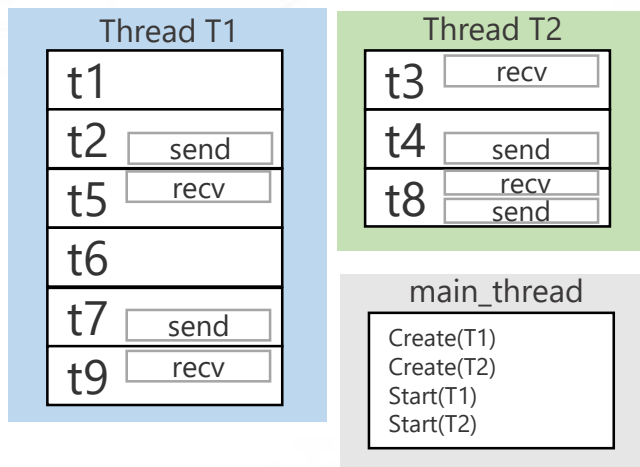 Thread T1
t1
t2 send
t5 recv
t6
t7 send
t9 recv
Thread T2
t3 recv
t4 send
t8 recv
send
main_thread
Create(T1)
Create(T2)
Start(T1)
Start(T2)